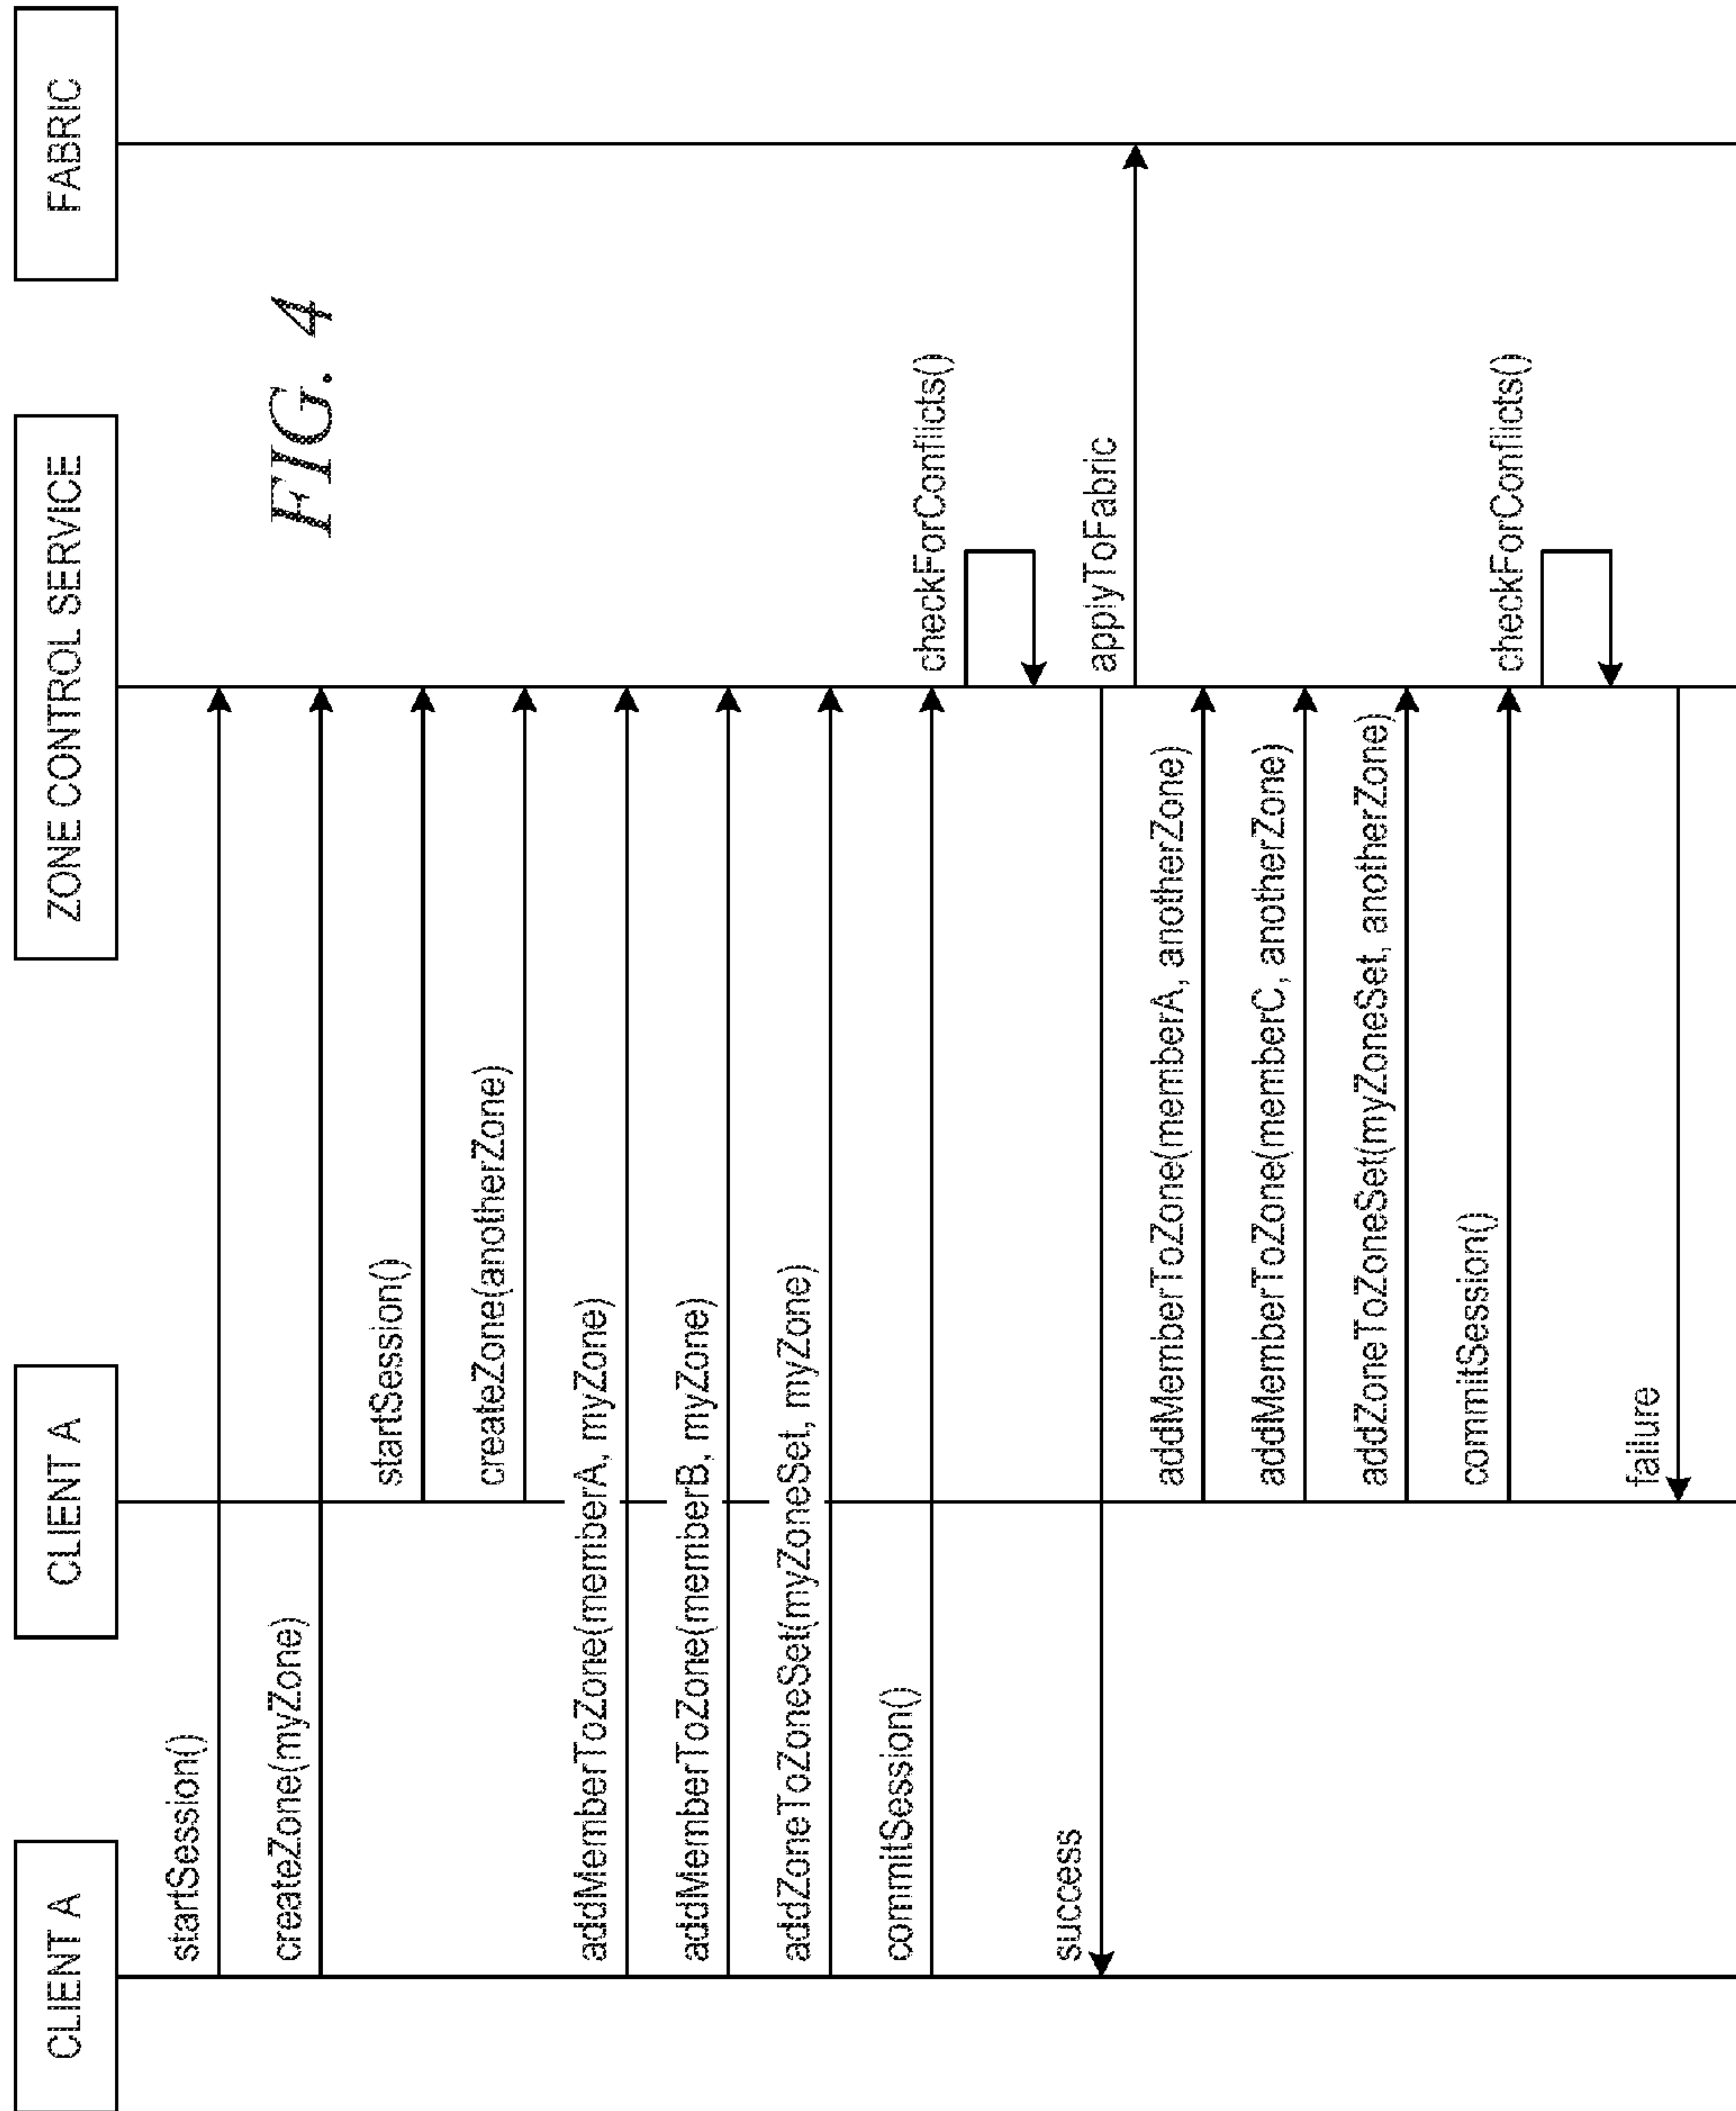 CLIENT A
CLIENT A
ZONE CONTROL SERVICE
FABRIC
startSession()
createZone(myZone)
FIG. 4
startSession()
createZone(anotherZone)
addMemberToZone(memberA, myZone)
addMemberToZone(memberB, myZone)
addZoneToZoneSet(myZoneSet, myZone)
commitSession()
checkForConflicts()
success
applyToFabric
addMemberToZone(memberA, anotherZone)
addMemberToZone(memberC, anotherZone)
addZoneToZoneSet(myZoneSet, anotherZone)
commitSession()
checkForConflicts()
failure